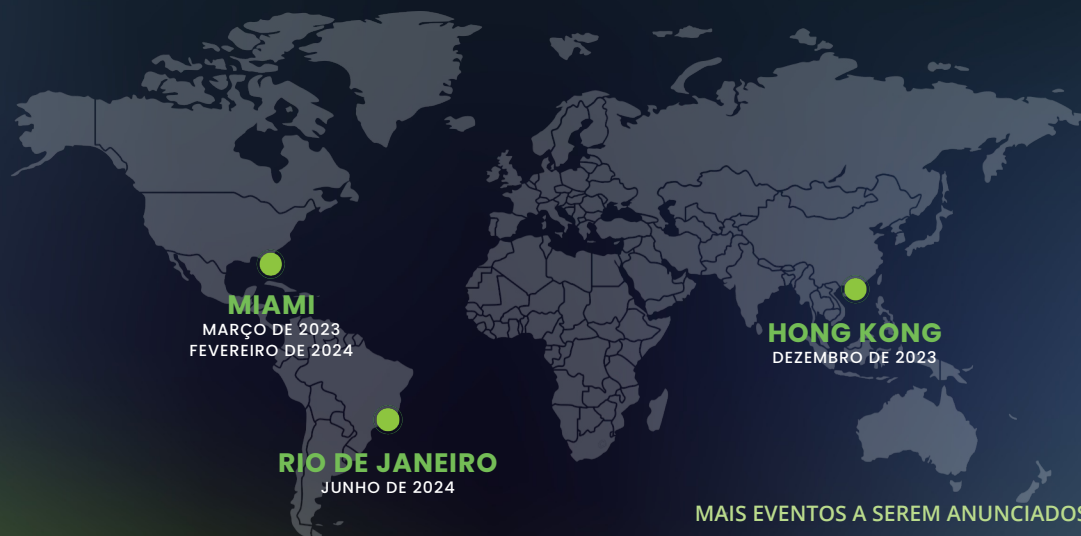 MIAMI
MARÇO DE 2023
FEVEREIRO DE 2024
HONG KONG
DEZEMBRO DE 2023
RIO DE JANEIRO
JUNHO DE 2024
MAIS EVENTOS A SEREM ANUNCIADOS